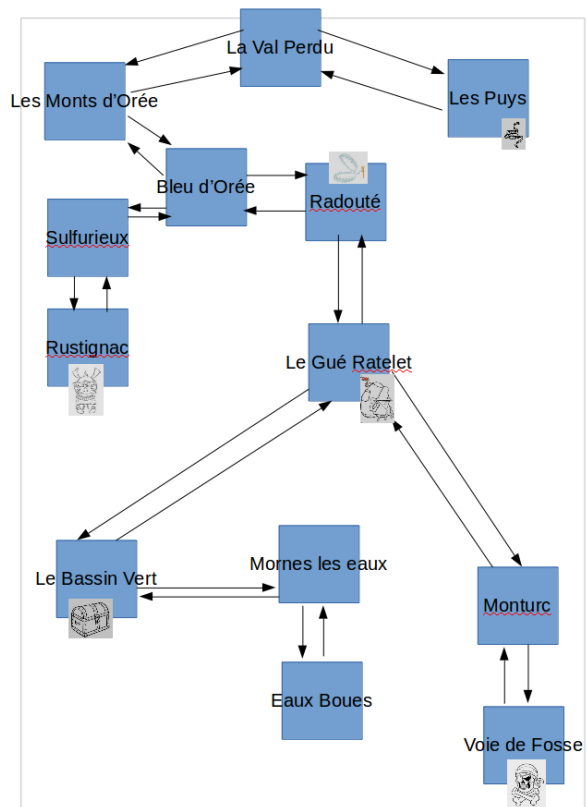 La Val Perdu
Les Monts d'Orée
Les Puys
Bleu d'Orée
Radouté
Sulfurieux
Rustignac
Le Gué Ratelet
Mornes les eaux
Le Bassin Vert
Monturc
Eaux Boues
Voie de Fosse